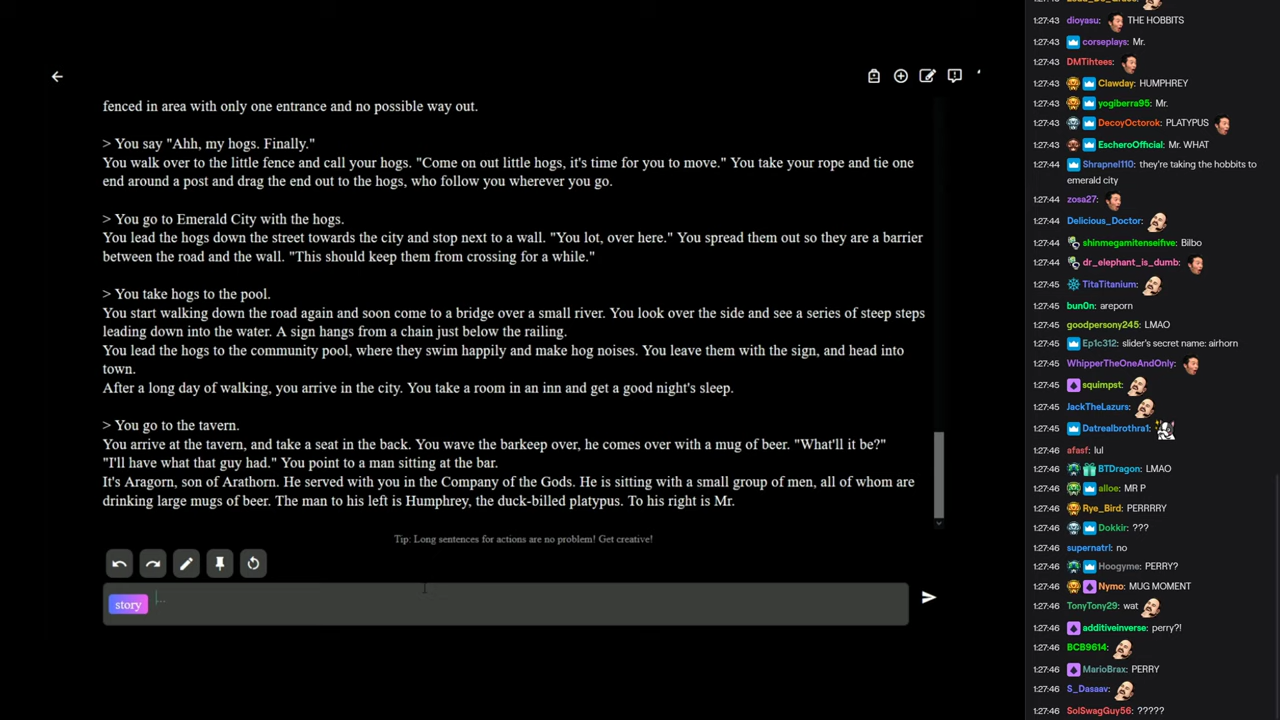 fenced in area with only one entrance and no possible way out.
> You say "Ahh, my hogs. Finally."
You walk over to the little fence and call your hogs. "Come on out little hogs, it's time for you to move." You take your rope and tie one
end around a post and drag the end out to the hogs, who follow you wherever you go.
> You go to Emerald City with the hogs.
You lead the hogs down the street towards the city and stop next to a wall. "You lot, over here." You spread them out so they are a barrier
between the road and the wall. "This should keep them from crossing for a while."
> You take hogs to the pool.
You start walking down the road again and soon come to a bridge over a small river. You look over the side and see a series of steep steps
leading down into the water. A sign hangs from a chain just below the railing.
You lead the hogs to the community pool, where they swim happily and make hog noises. You leave them with the sign, and head into
town.
After a long day of walking, you arrive in the city. You take a room in an inn and get a good night's sleep.
> You go to the tavern.
You arrive at the tavern, and take a seat in the back. You wave the barkeep over, he comes over with a mug of beer. "What'll it be?"
"I'll have what that guy had." You point to a man sitting at the bar.
It's Aragorn, son of Arathorn. He served with you in the Company of the Gods. He is sitting with a small group of men, all of whom are
drinking large mugs of beer. The man to his left is Humphrey, the duck-billed platypus. To his right is Mr.
Tip: Long sentences for actions are no problem! Get creative!
story ...
1:27:43
1:27:43 dioyasu: THE HOBBITS
1:27:43 corseplays: Mr.
1:27:43 DMTihtees:
1:27:43 Clawday: HUMPHREY
1:27:43 yogiberra95: Mr.
1:27:43 DecoyOctorok: PLATYPUS
1:27:43 EscheroOfficial: Mr. WHAT
1:27:44 Shrapnel110: they're taking the hobbits to
emerald city
1:27:44 zosa27:
1:27:44 Delicious_Doctor:
1:27:44 shinmegamitenseifive: Bilbo
1:27:44 dr_elephant_is_dumb:
1:27:45 TitaTitanium:
1:27:45 bun0n: areporn
1:27:45 goodpersony245: LMAO
1:27:45 Ep1c312: slider's secret name: airhorn
1:27:45 WhipperTheOneAndOnly:
1:27:45 squimpst:
1:27:45 JackTheLazurs:
1:27:45 Datrealbrothra1:
1:27:46 afasf: lul
1:27:46 BTDragon: LMAO
1:27:46 alloe: MR P
1:27:46 Rye_Bird: PERRRRY
1:27:46 Dokkir: ???
1:27:46 supernatrl: no
1:27:46 Hoogyme: PERRY?
1:27:46 Nymo: MUG MOMENT
1:27:46 TonyTony29: wat
1:27:46 additiveinverse: perry?!
1:27:46 BCB9614:
1:27:46 MarioBrax: PERRY
1:27:46 S_Dasaav:
1:27:46 SolSwagGuy56: ?????